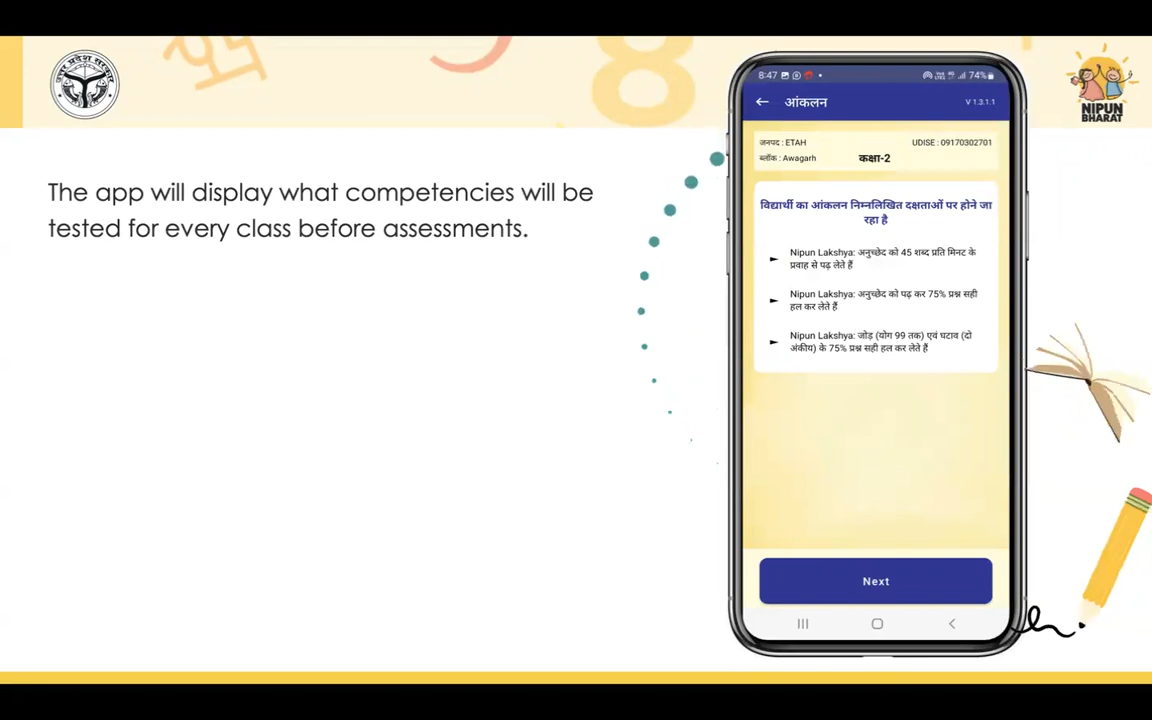 The app will display what competencies will be
tested for every class before assessments.
NIPUN
BHARAT
8:47
74%
आंकलन
V 1.3.1.1
जनपद : ETAH
UDISE : 09170302701
ब्लॉक : Awagarh
कक्षा-2
विद्यार्थी का आंकलन निम्नलिखित दक्षताओं पर होने जा
रहा है
► Nipun Lakshya: अनुच्छेद को 45 शब्द प्रति मिनट के
प्रवाह से पढ़ लेते हैं
► Nipun Lakshya: अनुच्छेद को पढ़ कर 75% प्रश्न सही
हल कर लेते हैं
► Nipun Lakshya: जोड़ (योग 99 तक) एवं घटाव (दो
अंकीय) के 75% प्रश्न सही हल कर लेते हैं
Next